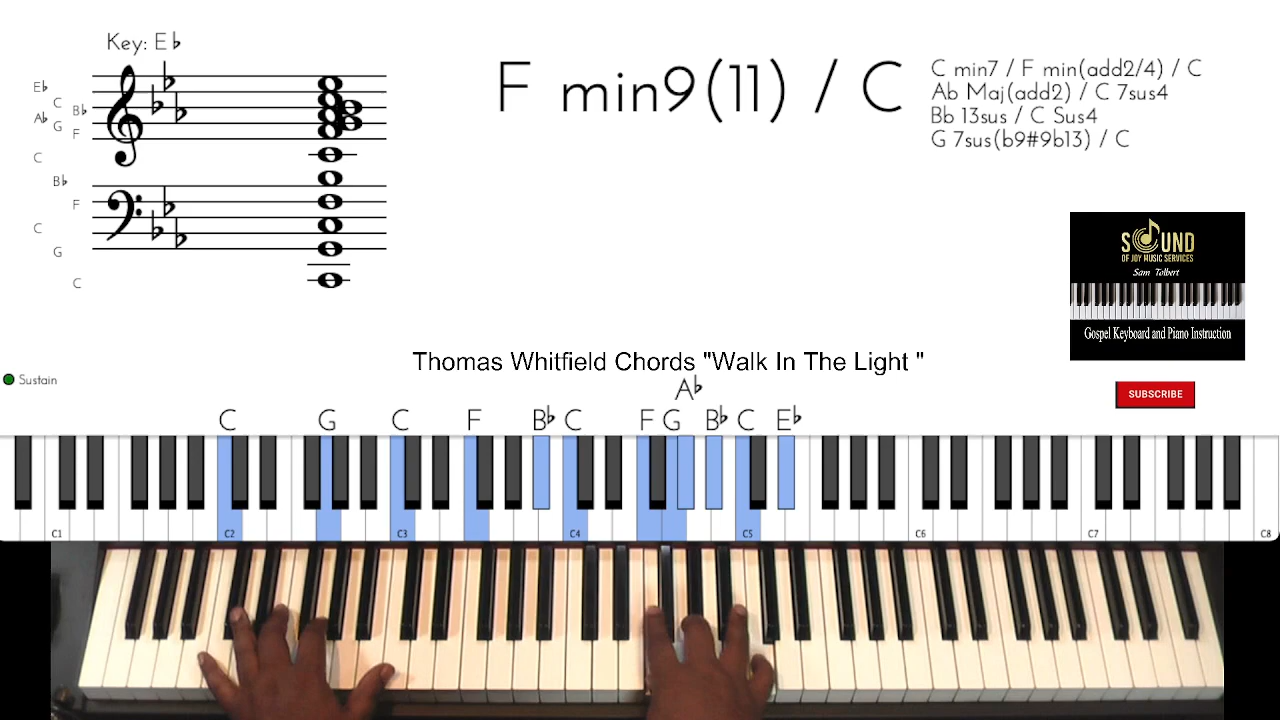 Key: E♭
F min9(11) / C
C min7 / F min(add2/4) / C
Ab Maj(add2) / C 7sus4
Bb 13sus / C Sus4
G 7sus(b9#9b13) / C
E♭
C
B♭
A♭
G
F
C
B♭
F
C
G
C
SOUND
OF JOY MUSIC SERVICES
Sam Tolbert
Gospel Keyboard and Piano Instruction
Thomas Whitfield Chords "Walk In The Light "
SUBSCRIBE
Sustain
A♭
C G C F B♭ C F G B♭ C E♭
C1 C2 C3 C4 C5 C6 C7 C8